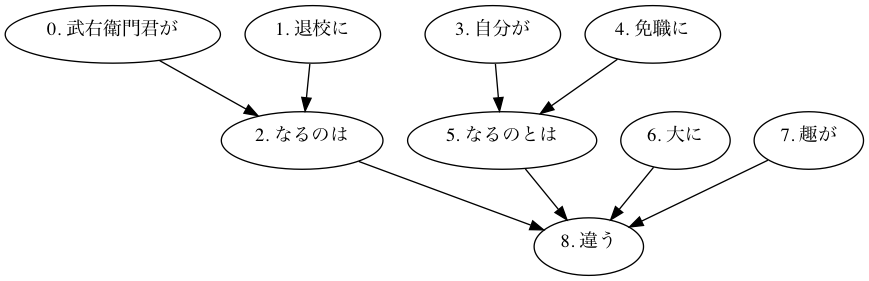 0. 武右衛門君が
1. 退校に
3. 自分が
4. 免職に
2. なるのは
5. なるのとは
6. 大に
7. 趣が
8. 違う